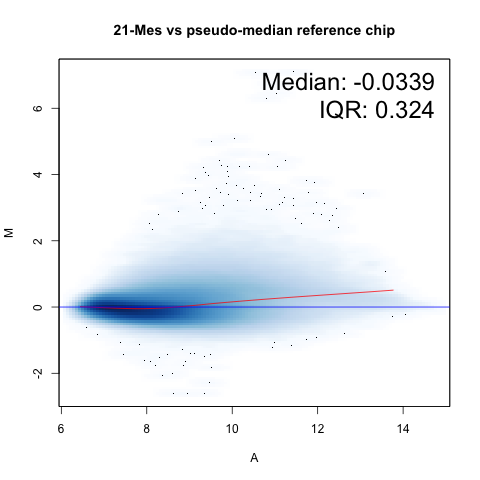 21-Mes vs pseudo-median reference chip
Median: -0.0339
IQR: 0.324
M
6
4
2
0
-2
6 8 10 12 14
A